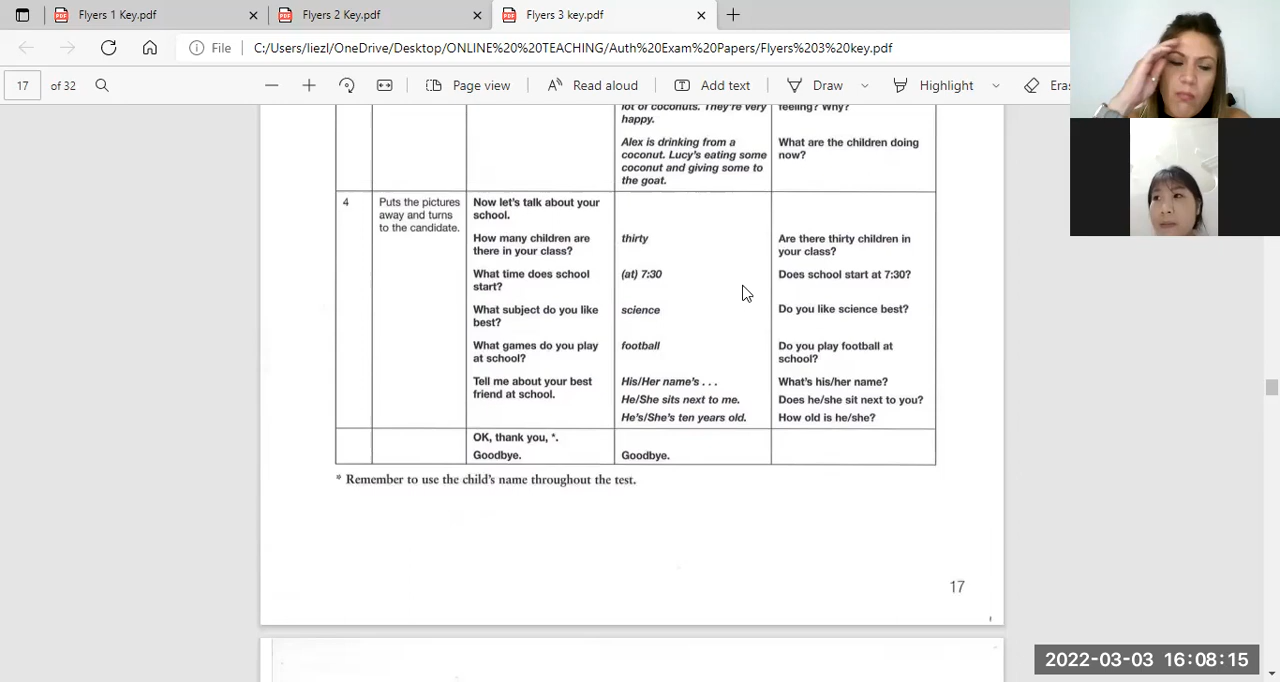 Flyers 1 Key.pdf
Flyers 2 Key.pdf
Flyers 3 key.pdf
File
C:/Users/liezl/OneDrive/Desktop/ONLINE%20%20TEACHING/Auth%20Exam%20Papers/Flyers%203%20key.pdf
17
of 32
Page view
Read aloud
Add text
Draw
Highlight
Eras
lot of coconuts. They're very
happy.
feeling? Why?
Alex is drinking from a
coconut. Lucy's eating some
coconut and giving some to
the goat.
What are the children doing
now?
4
Puts the pictures
away and turns
to the candidate.
Now let's talk about your
school.
How many children are
there in your class?
thirty
Are there thirty children in
your class?
What time does school
start?
(at) 7:30
Does school start at 7:30?
What subject do you like
best?
science
Do you like science best?
What games do you play
at school?
football
Do you play football at
school?
Tell me about your best
friend at school.
His/Her name's . . .
What's his/her name?
He/She sits next to me.
Does he/she sit next to you?
He's/She's ten years old.
How old is he/she?
OK, thank you, *.
Goodbye.
Goodbye.
* Remember to use the child's name throughout the test.
17
2022-03-03 16:08:15